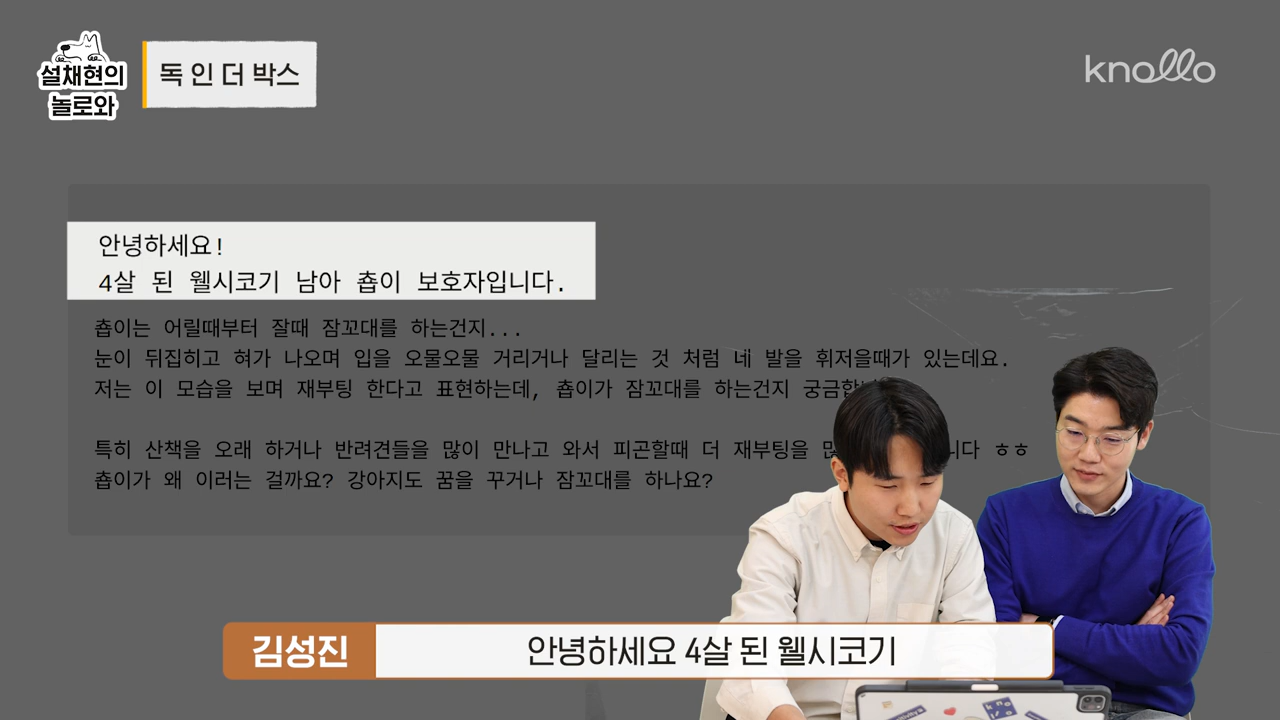 설채현의
놀로와
독 인 더 박스
knollo
안녕하세요!
4살 된 웰시코기 남아 춉이 보호자입니다.
춉이는 어릴때부터 잘때 잠꼬대를 하는건지...
눈이 뒤집히고 혀가 나오며 입을 오물오물 거리거나 달리는 것 처럼 네 발을 휘저을때가 있는데요.
저는 이 모습을 보며 재부팅 한다고 표현하는데, 춉이가 잠꼬대를 하는건지
특히 산책을 오래 하거나 반려견들을 많이 만나고 와서 피곤할때 더 재부팅을 ㅎㅎ
춉이가 왜 이러는 걸까요? 강아지도 꿈을 꾸거나 잠꼬대를 하나요?
김성진
안녕하세요 4살 된 웰시코기